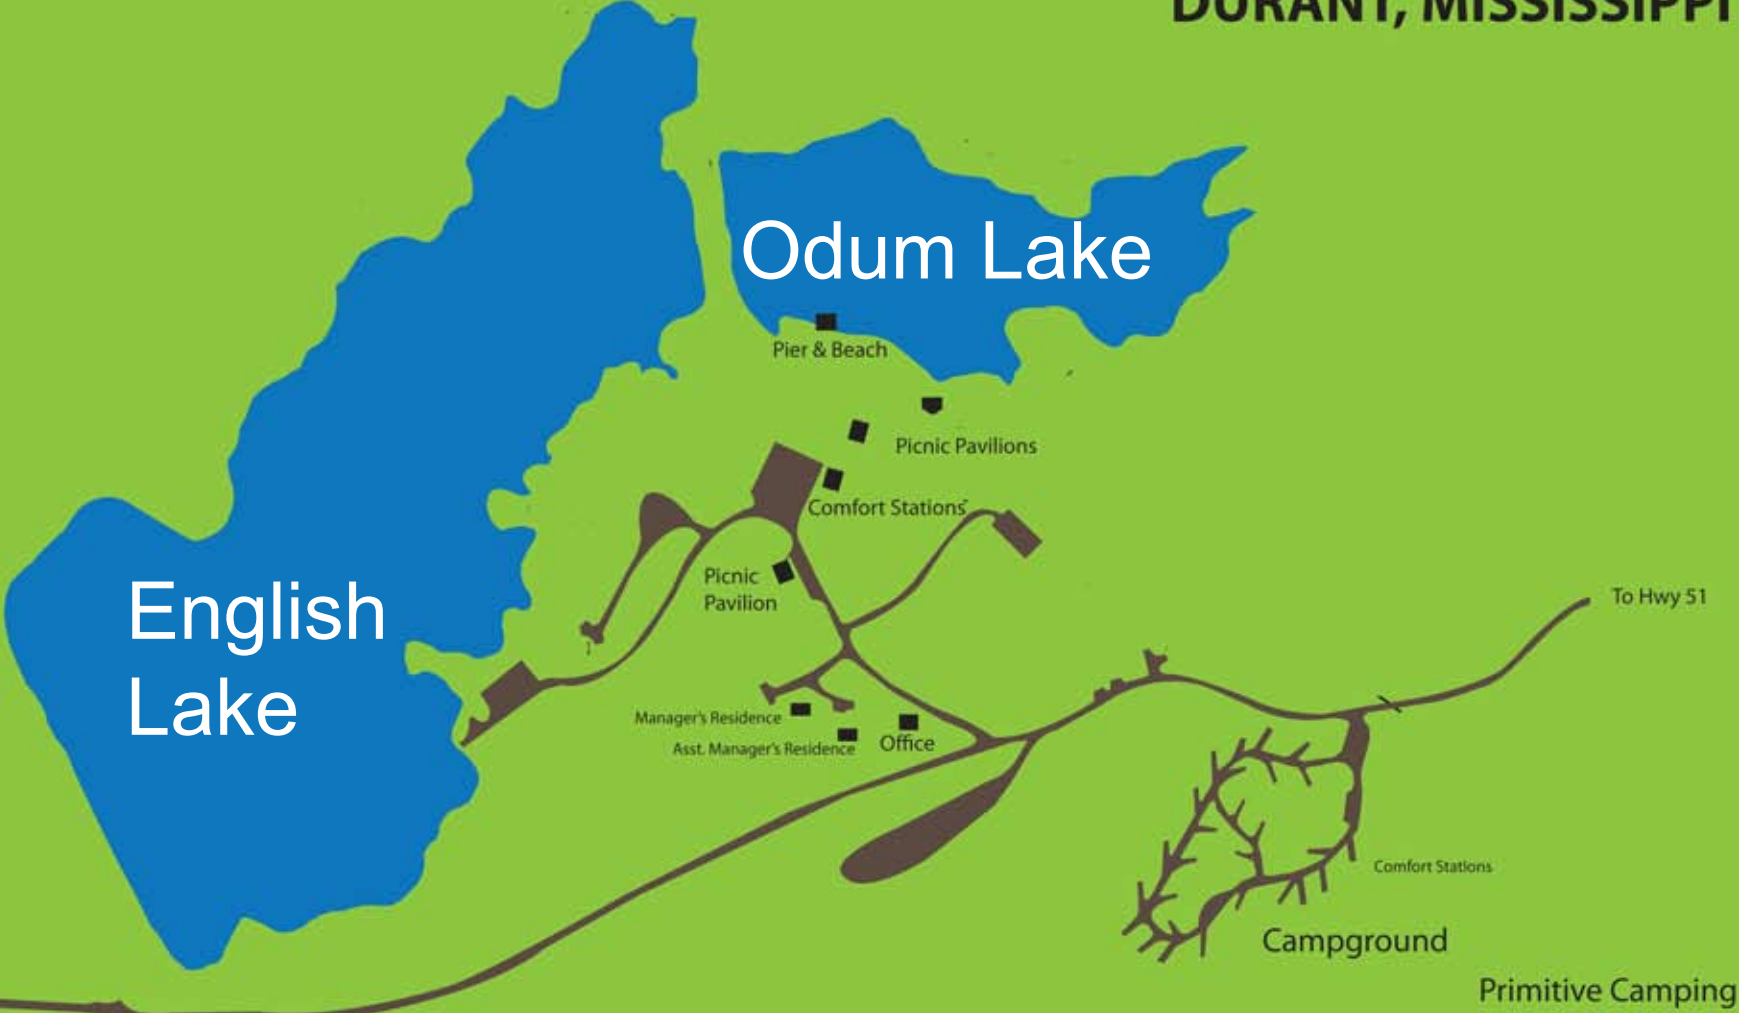 DURANT, MISSISSIPPI
Odum Lake
Pier & Beach
Picnic Pavilions
Comfort Stations
Picnic
Pavilion
To Hwy 51
English
Lake
Manager's Residence
Asst. Manager's Residence
Office
Comfort Stations
Campground
Primitive Camping